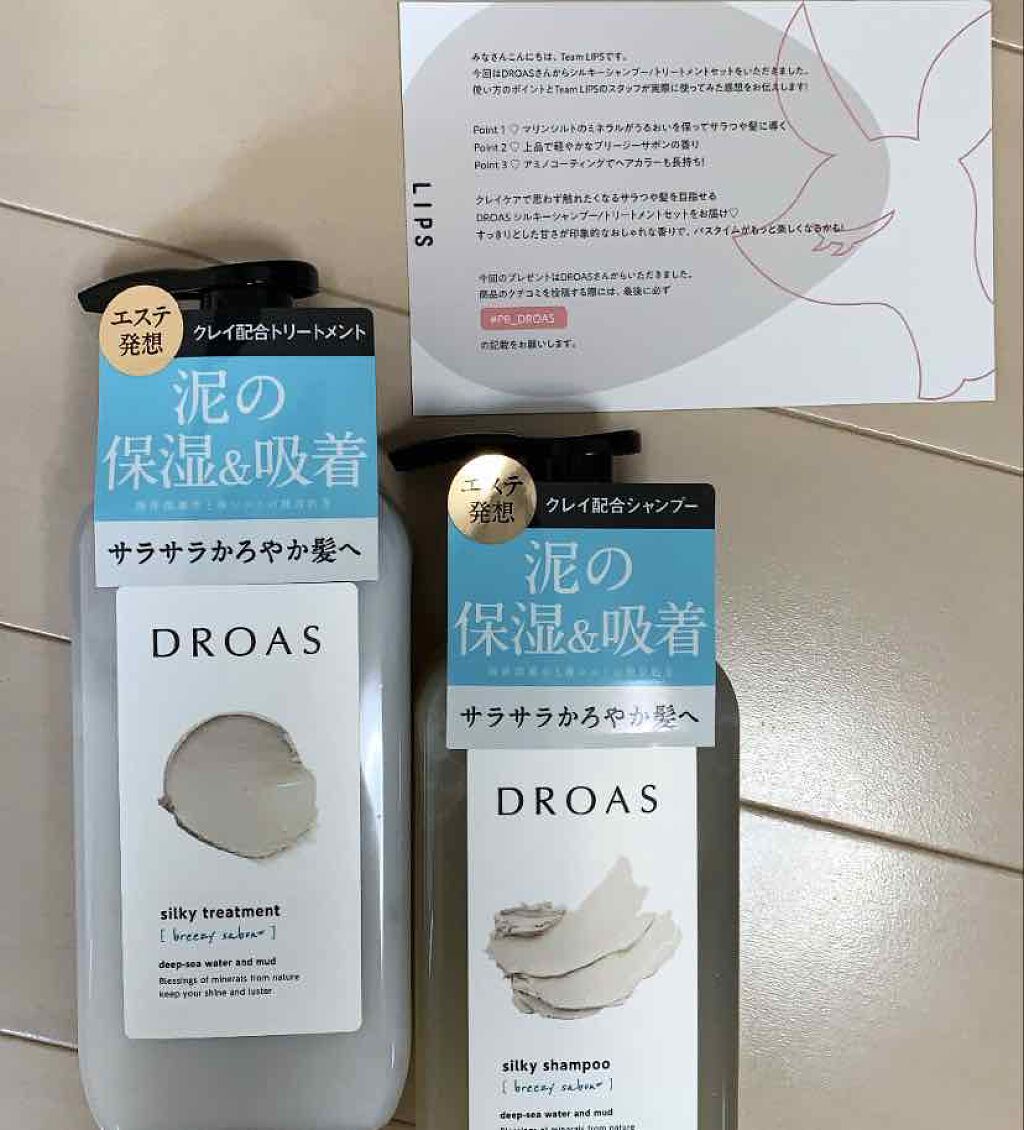 LIPS
みなさんこんにちは、Team LIPSです。
今回はDROASさんからシルキーシャンプー/トリートメントセットをいただきました。
使い方のポイントとTeam LIPSのスタッフが実際に使ってみた感想をお伝えします!
Point 1 ♡ マリンシルトのミネラルがうるおいを保ってサラつや髪に導く
Point 2 ♡ 上品で軽やかなブリージーサボンの香り
Point 3 ♡ アミノコーティングでヘアカラーも長持ち!
クレイケアで思わず触れたくなるサラつや髪を目指せる
DROAS シルキーシャンプー/トリートメントセットをお届け♡
すっきりとした甘さが印象的なおしゃれな香りで、バスタイムがもっと楽しくなるかも!
今回のプレゼントはDROASさんからいただきました。
商品のクチコミを投稿する際には、最後に必ず
#PR_DROAS
の記載をお願いします。
エステ
発想
クレイ配合トリートメント
泥の
保湿&吸着
サラサラかろやか髪へ
DROAS
silky treatment
[ breezy sabon ]
deep-sea water and mud
Blessings of minerals from nature
keep your shine and luster.
エステ
発想
クレイ配合シャンプー
泥の
保湿&吸着
サラサラかろやか髪へ
DROAS
silky shampoo
[ breezy sabon ]
deep-sea water and mud
Blessings of minerals from nature